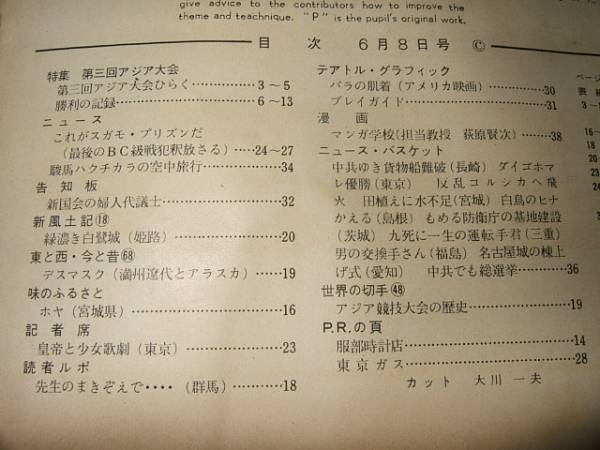 give advice to the contributors how to improve the
theme and teachnique. "P" is the pupil's original work.
目 次 6月8日号 Ⓒ
特集 第三回アジア大会
第三回アジア大会ひらく……………3〜5
勝利の記録……………6〜13
ニュース
これがスガモ・プリズンだ
(最後のBC級戦犯釈放さる)……24〜27
駿馬ハクチカラの空中旅行……………34
告知板
新国会の婦人代議士……………32
新風土記⑱
緑濃き白鷺城(姫路)……………20
東と西・今と昔68
デスマスク(満州遼代とアラスカ)……19
味のふるさと
ホヤ(宮城県)……………16
記者席
皇帝と少女歌劇(東京)……………23
読者ルポ
先生のまきぞえで・・・・(群馬)……………18
テアトル・グラフィック
バラの肌着(アメリカ映画)……………30
プレイガイド……………31
漫画
マンガ学校(担当教授 荻原賢次)……………38
ニュース・バスケット
中共ゆき貨物船難破(長崎) ダイゴホマ
レ優勝(東京) 反乱コルシカへ飛
火 田植えに水不足(宮城) 白鳥のヒナ
かえる(島根) もめる防衛庁の基地建設
(茨城) 九死に一生の運転手君(三重)
男の交換手さん(福島) 名古屋城の棟上
げ式(愛知) 中共でも総選挙……………36
世界の切手㊽
アジア競技大会の歴史……………19
P.R.の頁
服部時計店……………14
東京ガス……………28
カット 大川一夫
ページ
表紙
3〜
16〜
18
20
23
24